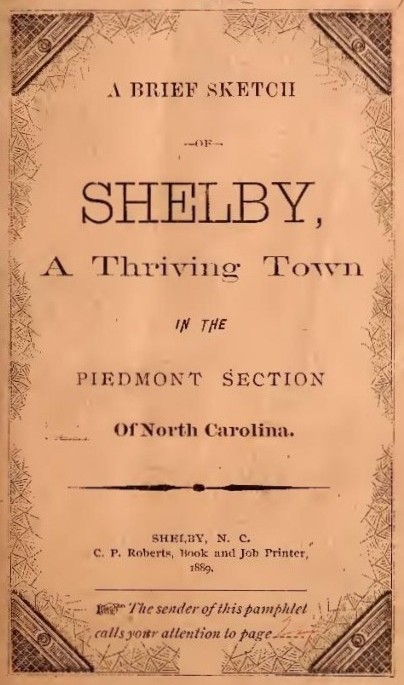 A BRIEF SKETCH
—OF—
SHELBY,
A Thriving Town
IN THE
PIEDMONT SECTION
Of North Carolina.
SHELBY, N. C.
C. P. Roberts, Book and Job Printer,
1889.
☞ The sender of this pamphlet
calls your attention to page